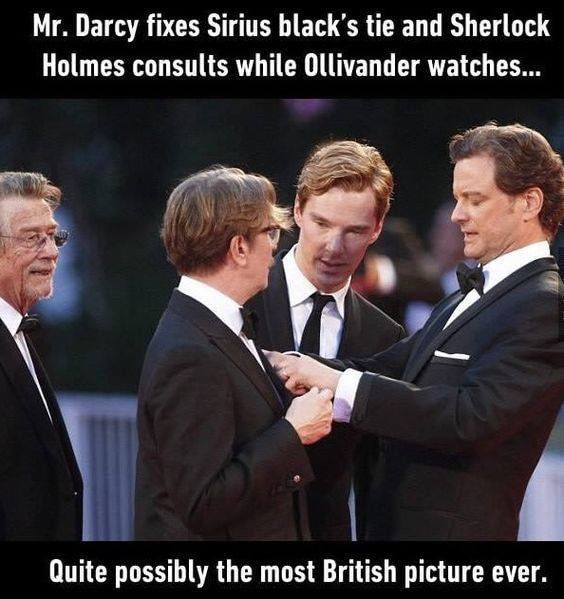 Mr. Darcy fixes Sirius black's tie and Sherlock
Holmes consults while Ollivander watches...
Quite possibly the most British picture ever.